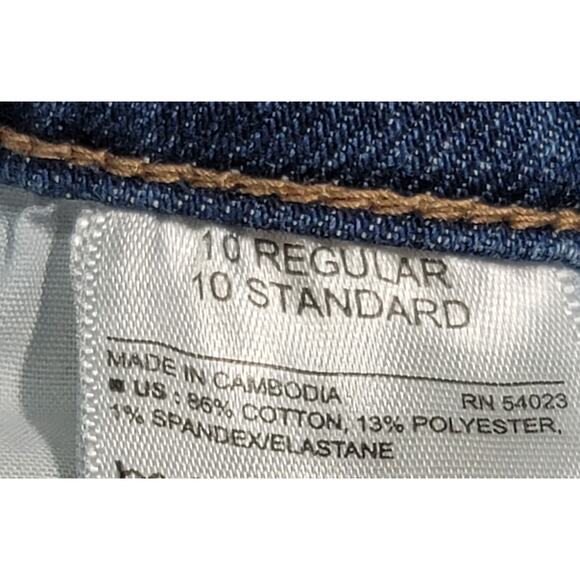 10 REGULAR
10 STANDARD
MADE IN CAMBODIA RN 54023
■ US : 86% COTTON, 13% POLYESTER,
1% SPANDEX/ELASTANE